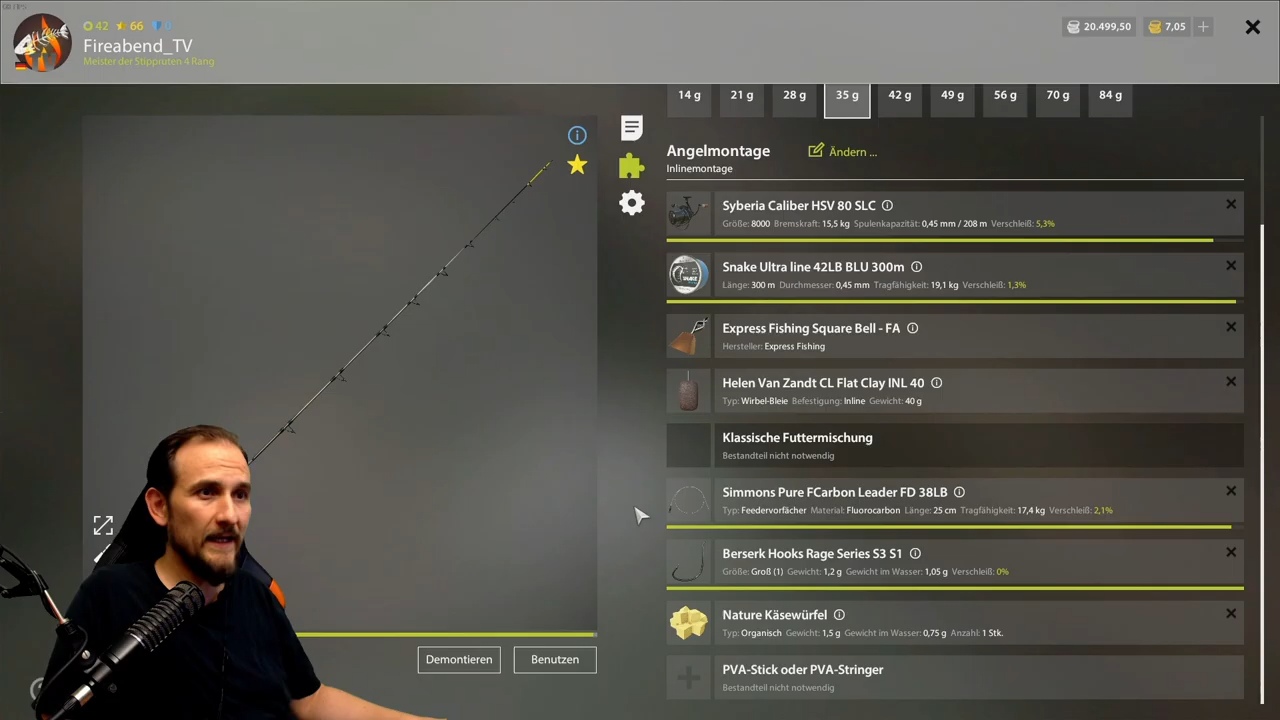 42 66 0
Fireabend_TV
Meister der Stippruten 4 Rang
20.499,50
7,05
14 g 21 g 28 g 35 g 42 g 49 g 56 g 70 g 84 g
Angelmontage
Ändern ...
Inlinemontage
Syberia Caliber HSV 80 SLC
Größe: 8000 Bremskraft: 15,5 kg Spulenkapazität: 0,45 mm / 208 m Verschleiß: 5,3%
Snake Ultra line 42LB BLU 300m
Länge: 300 m Durchmesser: 0,45 mm Tragfähigkeit: 19,1 kg Verschleiß: 1,3%
Express Fishing Square Bell - FA
Hersteller: Express Fishing
Helen Van Zandt CL Flat Clay INL 40
Typ: Wirbel-Bleie Befestigung: Inline Gewicht: 40 g
Klassische Futtermischung
Bestandteil nicht notwendig
Simmons Pure FCarbon Leader FD 38LB
Typ: Feedervorfächer Material: Fluorocarbon Länge: 25 cm Tragfähigkeit: 17,4 kg Verschleiß: 2,1%
Berserk Hooks Rage Series S3 S1
Größe: Groß (1) Gewicht: 1,2 g Gewicht im Wasser: 1,05 g Verschleiß: 0%
Nature Käsewürfel
Typ: Organisch Gewicht: 1,5 g Gewicht im Wasser: 0,75 g Anzahl: 1 Stk.
PVA-Stick oder PVA-Stringer
Bestandteil nicht notwendig
Demontieren
Benutzen